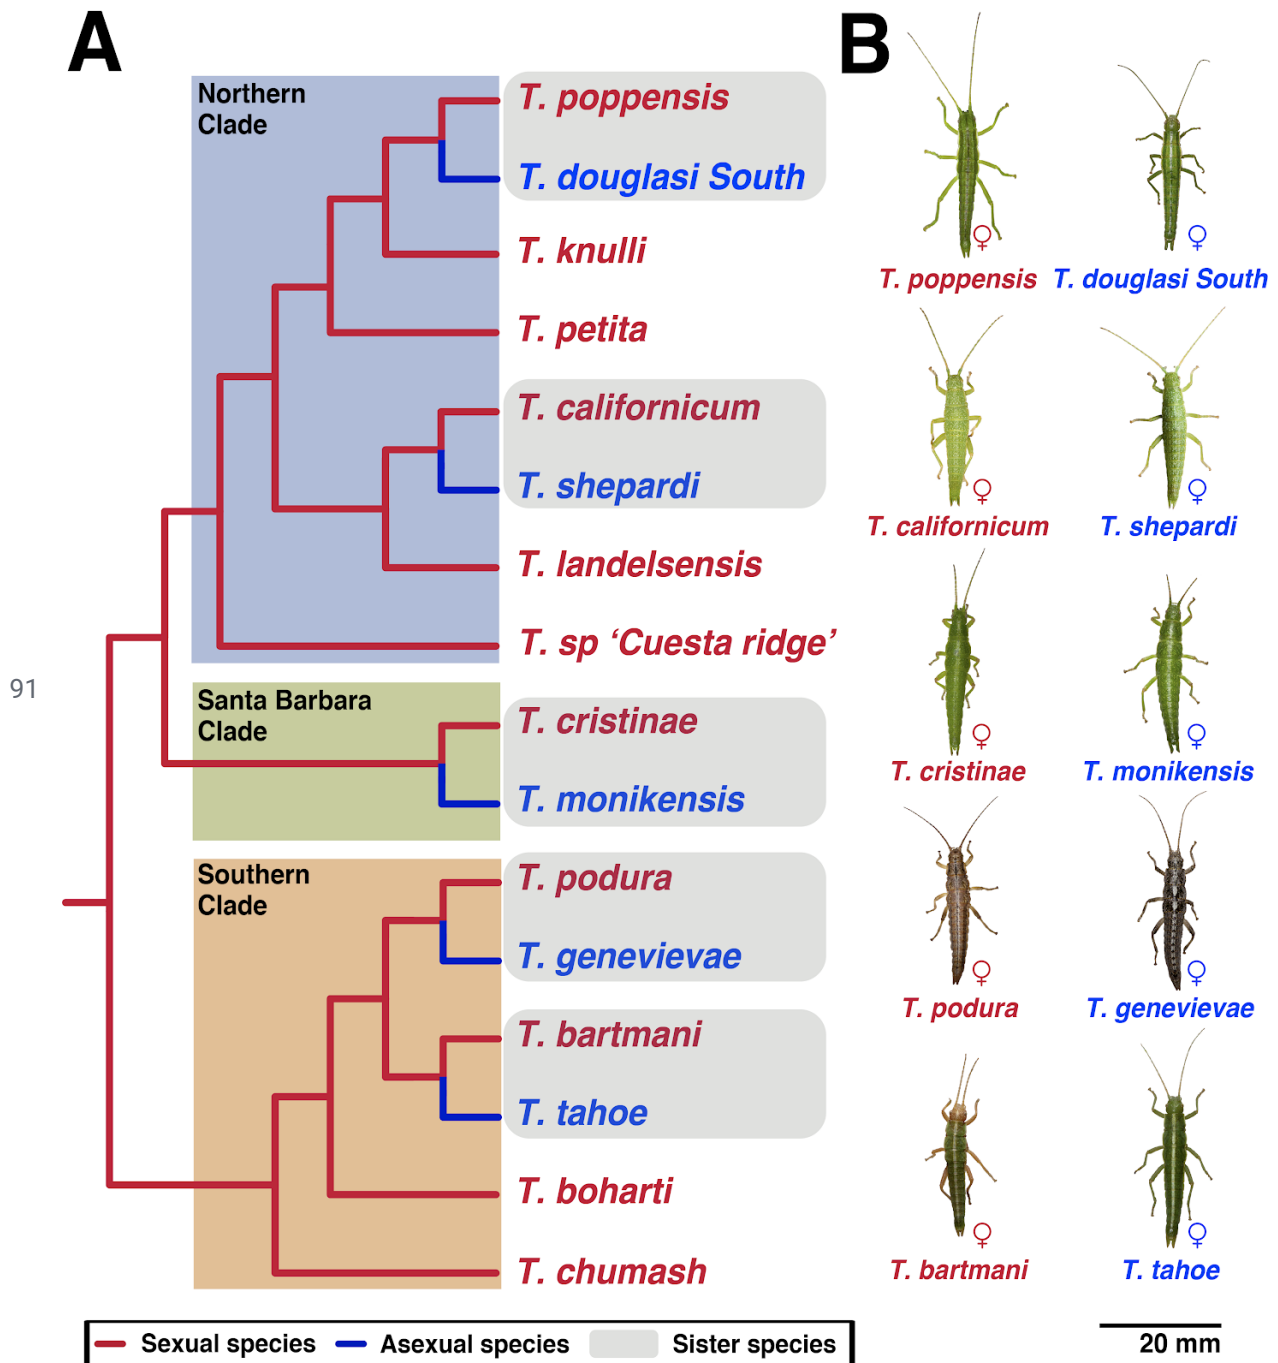 A
Northern
Clade
T. poppensis
T. douglasi South
T. knulli
T. petita
T. californicum
T. shepardi
T. landelsensis
T. sp ‘Cuesta ridge’
91
Santa Barbara
Clade
T. cristinae
T. monikensis
Southern
Clade
T. podura
T. genevievae
T. bartmani
T. tahoe
T. boharti
T. chumash
Sexual species
Asexual species
Sister species
B
♀ ♀
T. poppensis T. douglasi South
♀ ♀
T. californicum T. shepardi
♀ ♀
T. cristinae T. monikensis
♀ ♀
T. podura T. genevievae
♀ ♀
T. bartmani T. tahoe
20 mm